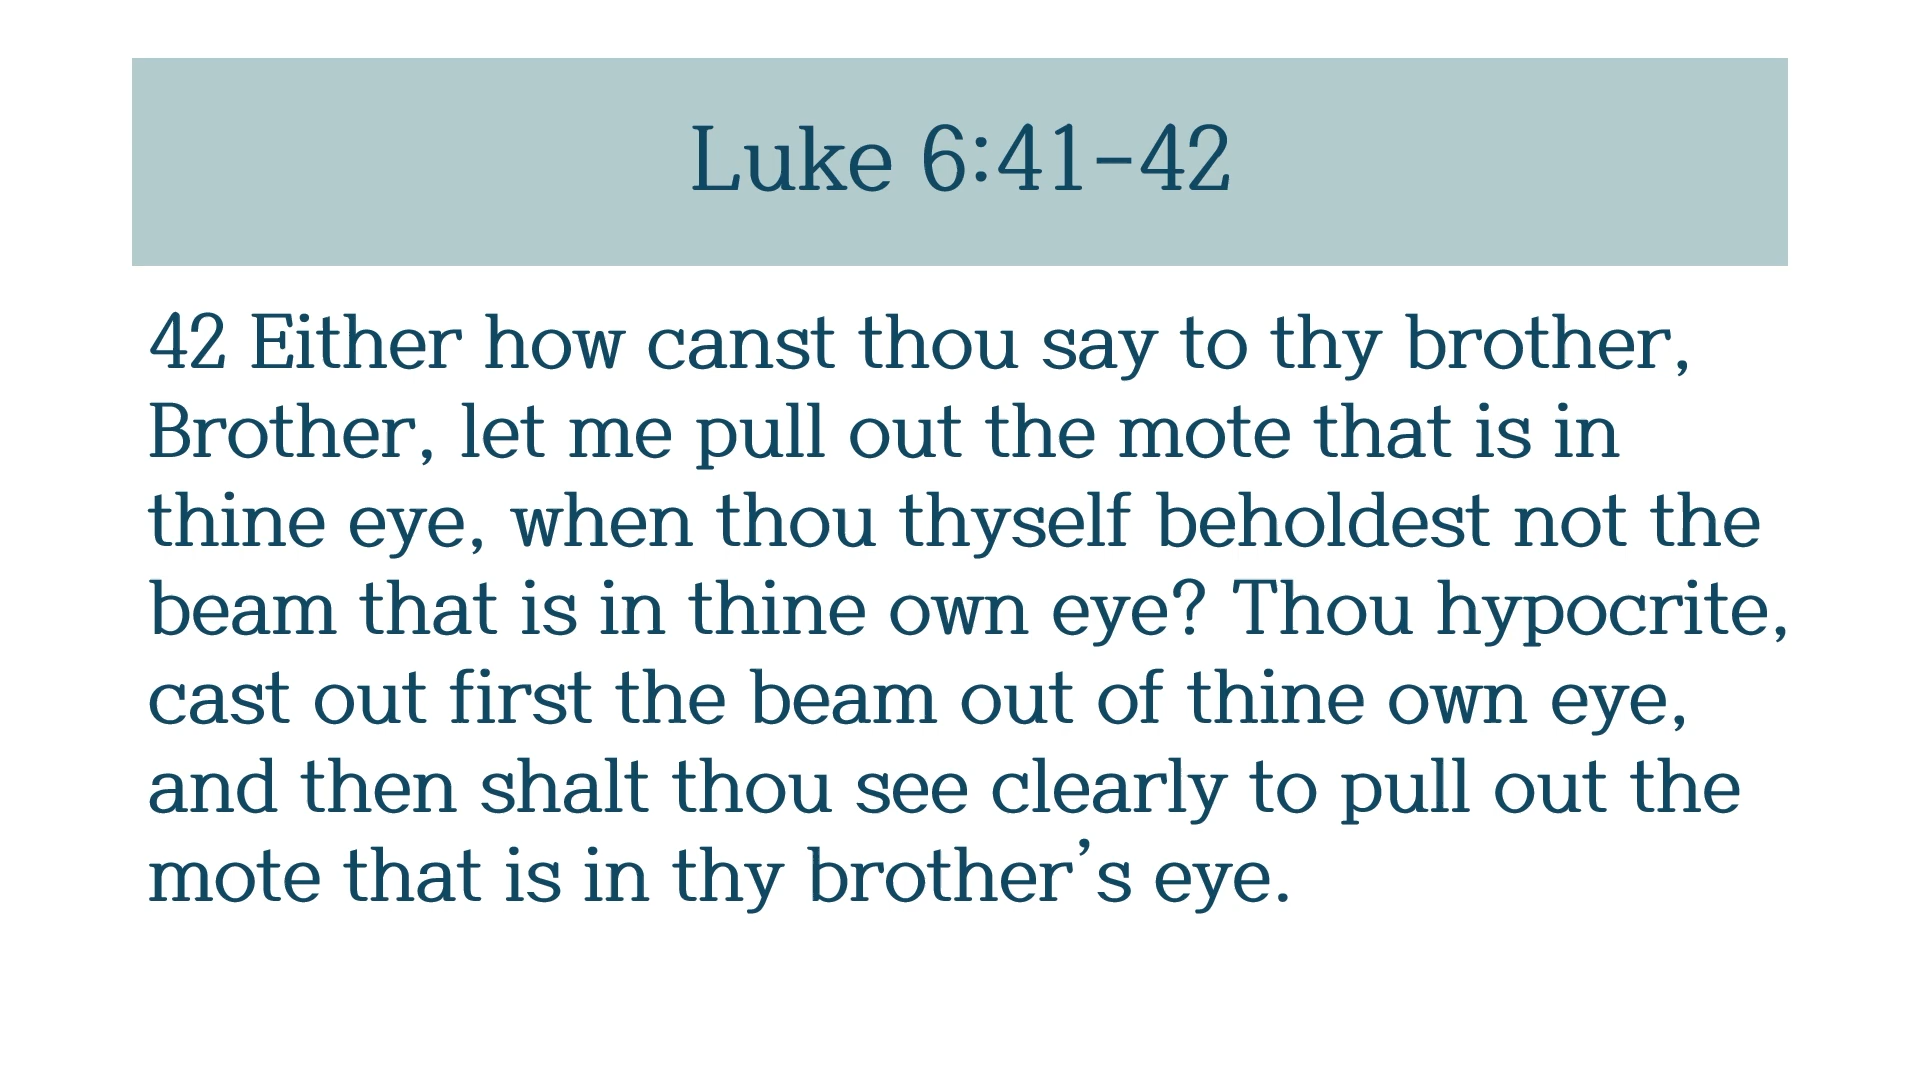 Luke 6:41-42
42 Either how canst thou say to thy brother,
Brother, let me pull out the mote that is in
thine eye, when thou thyself beholdest not the
beam that is in thine own eye? Thou hypocrite,
cast out first the beam out of thine own eye,
and then shalt thou see clearly to pull out the
mote that is in thy brother’s eye.